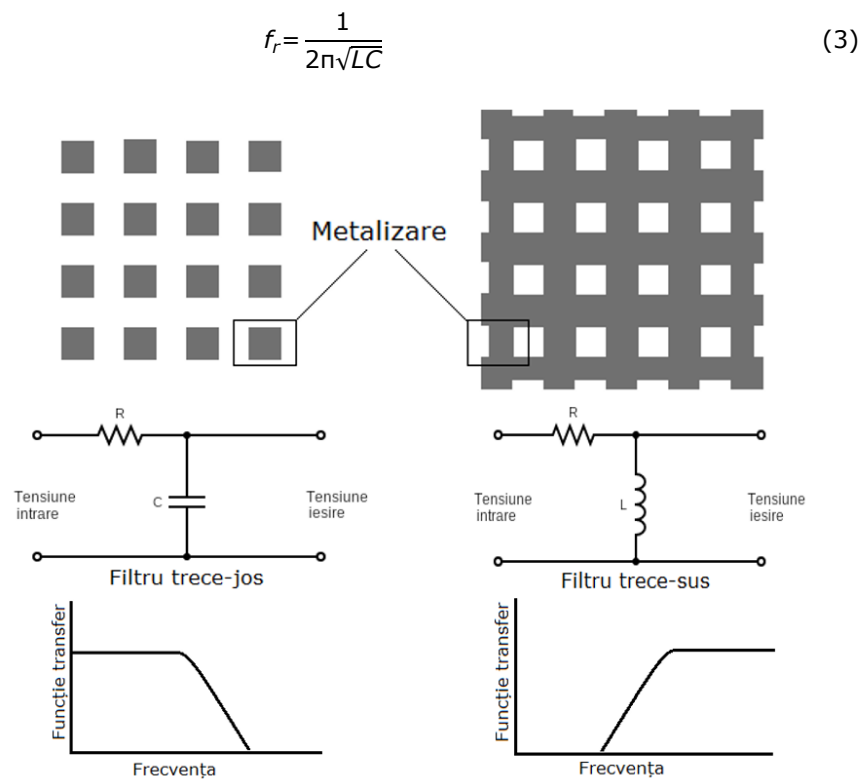 fr = 1 / 2π√LC (3)
Metalizare
R
C
Tensiune
intrare
Tensiune
iesire
Filtru trece-jos
R
L
Tensiune
intrare
Tensiune
iesire
Filtru trece-sus
Funcție transfer
Frecvența
Funcție transfer
Frecvența